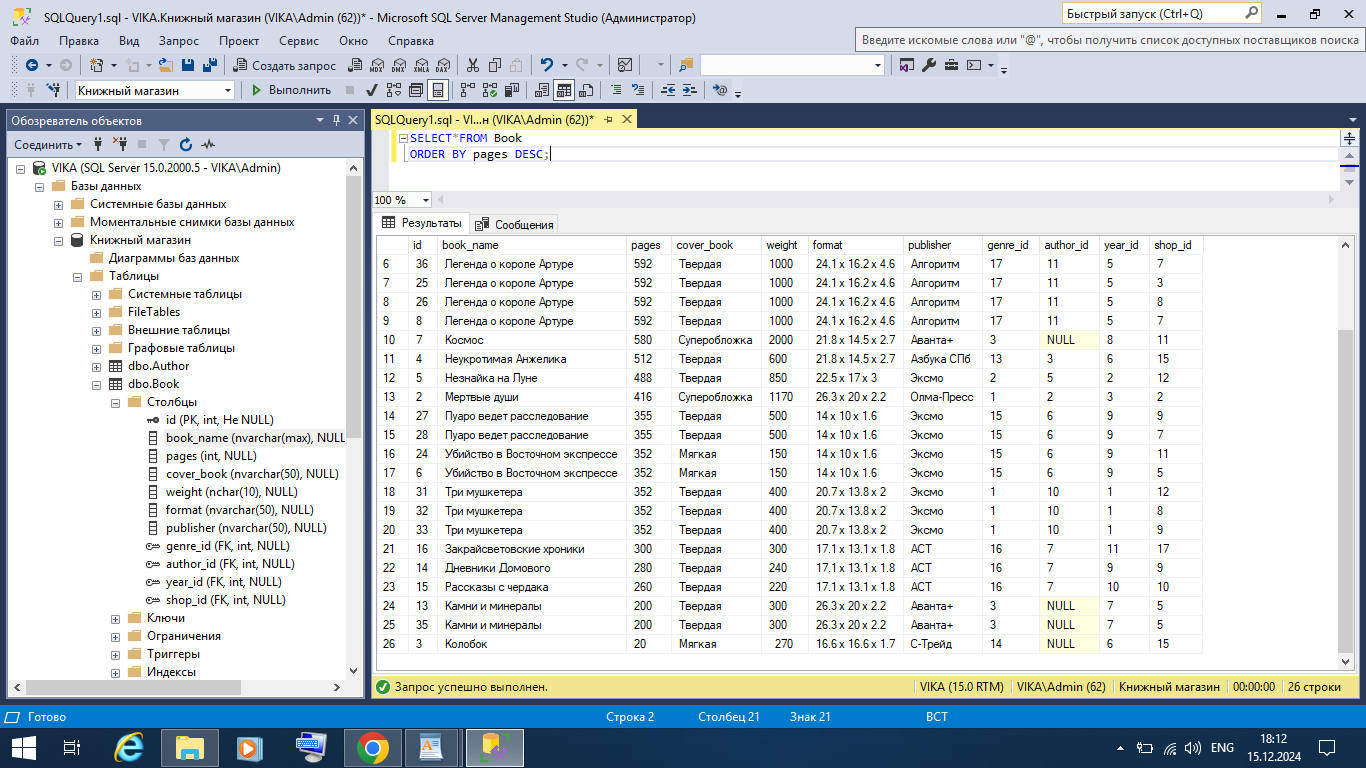 SQLQuery1.sql - VIKA.Книжный магазин (VIKA\Admin (62))* - Microsoft SQL Server Management Studio (Администратор)
Быстрый запуск (Ctrl+Q)
Файл Правка Вид Запрос Проект Сервис Окно Справка
Введите искомые слова или "@", чтобы получить список доступных поставщиков поиска
Создать запрос MDX DMX XMLA DAX
Книжный магазин Выполнить
Обозреватель объектов
Соединить
VIKA (SQL Server 15.0.2000.5 - VIKA\Admin)
Базы данных
Системные базы данных
Моментальные снимки базы данных
Книжный магазин
Диаграммы баз данных
Таблицы
Системные таблицы
FileTables
Внешние таблицы
Графовые таблицы
dbo.Author
dbo.Book
Столбцы
id (PK, int, Не NULL)
book_name (nvarchar(max), NULL
pages (int, NULL)
cover_book (nvarchar(50), NULL)
weight (nchar(10), NULL)
format (nvarchar(50), NULL)
publisher (nvarchar(50), NULL)
genre_id (FK, int, NULL)
author_id (FK, int, NULL)
year_id (FK, int, NULL)
shop_id (FK, int, NULL)
Ключи
Ограничения
Триггеры
Индексы
SQLQuery1.sql - VI...н (VIKA\Admin (62))*
SELECT*FROM Book
ORDER BY pages DESC;
100 %
Результаты Сообщения
id book_name pages cover_book weight format publisher genre_id author_id year_id shop_id
6 36 Легенда о короле Артуре 592 Твердая 1000 24.1 x 16.2 x 4.6 Алгоритм 17 11 5 7
7 25 Легенда о короле Артуре 592 Твердая 1000 24.1 x 16.2 x 4.6 Алгоритм 17 11 5 3
8 26 Легенда о короле Артуре 592 Твердая 1000 24.1 x 16.2 x 4.6 Алгоритм 17 11 5 8
9 8 Легенда о короле Артуре 592 Твердая 1000 24.1 x 16.2 x 4.6 Алгоритм 17 11 5 7
10 7 Космос 580 Суперобложка 2000 21.8 x 14.5 x 2.7 Аванта+ 3 NULL 8 11
11 4 Неукротимая Анжелика 512 Твердая 600 21.8 x 14.5 x 2.7 Азбука СПб 13 3 6 15
12 5 Незнайка на Луне 488 Твердая 850 22.5 x 17 x 3 Эксмо 2 5 2 12
13 2 Мертвые души 416 Суперобложка 1170 26.3 x 20 x 2.2 Олма-Пресс 1 2 3 2
14 27 Пуаро ведет расследование 355 Твердая 500 14 x 10 x 1.6 Эксмо 15 6 9 9
15 28 Пуаро ведет расследование 355 Твердая 500 14 x 10 x 1.6 Эксмо 15 6 9 7
16 24 Убийство в Восточном экспрессе 352 Мягкая 150 14 x 10 x 1.6 Эксмо 15 6 9 11
17 6 Убийство в Восточном экспрессе 352 Мягкая 150 14 x 10 x 1.6 Эксмо 15 6 9 5
18 31 Три мушкетера 352 Твердая 400 20.7 x 13.8 x 2 Эксмо 1 10 1 12
19 32 Три мушкетера 352 Твердая 400 20.7 x 13.8 x 2 Эксмо 1 10 1 8
20 33 Три мушкетера 352 Твердая 400 20.7 x 13.8 x 2 Эксмо 1 10 1 9
21 16 Закрайсветовские хроники 300 Твердая 300 17.1 x 13.1 x 1.8 АСТ 16 7 11 17
22 14 Дневники Домового 280 Твердая 240 17.1 x 13.1 x 1.8 АСТ 16 7 9 9
23 15 Рассказы с чердака 260 Твердая 220 17.1 x 13.1 x 1.8 АСТ 16 7 10 10
24 13 Камни и минералы 200 Твердая 300 26.3 x 20 x 2.2 Аванта+ 3 NULL 7 5
25 35 Камни и минералы 200 Твердая 300 26.3 x 20 x 2.2 Аванта+ 3 NULL 7 5
26 3 Колобок 20 Мягкая 270 16.6 x 16.6 x 1.7 С-Трейд 14 NULL 6 15
Запрос успешно выполнен. VIKA (15.0 RTM) VIKA\Admin (62) Книжный магазин 00:00:00 26 строки
Готово Строка 2 Столбец 21 Знак 21 ВСТ
ENG 18:12
15.12.2024